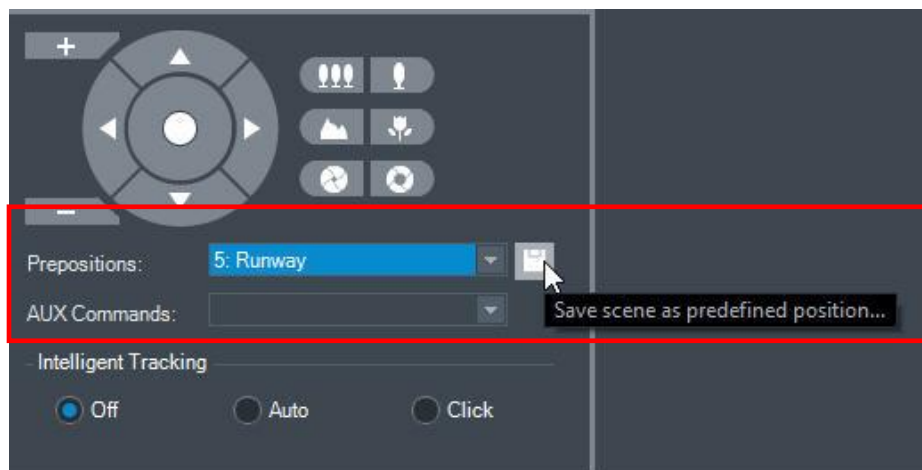 +
−
Prepositions:
5: Runway
AUX Commands:
Save scene as predefined position...
Intelligent Tracking
Off
Auto
Click